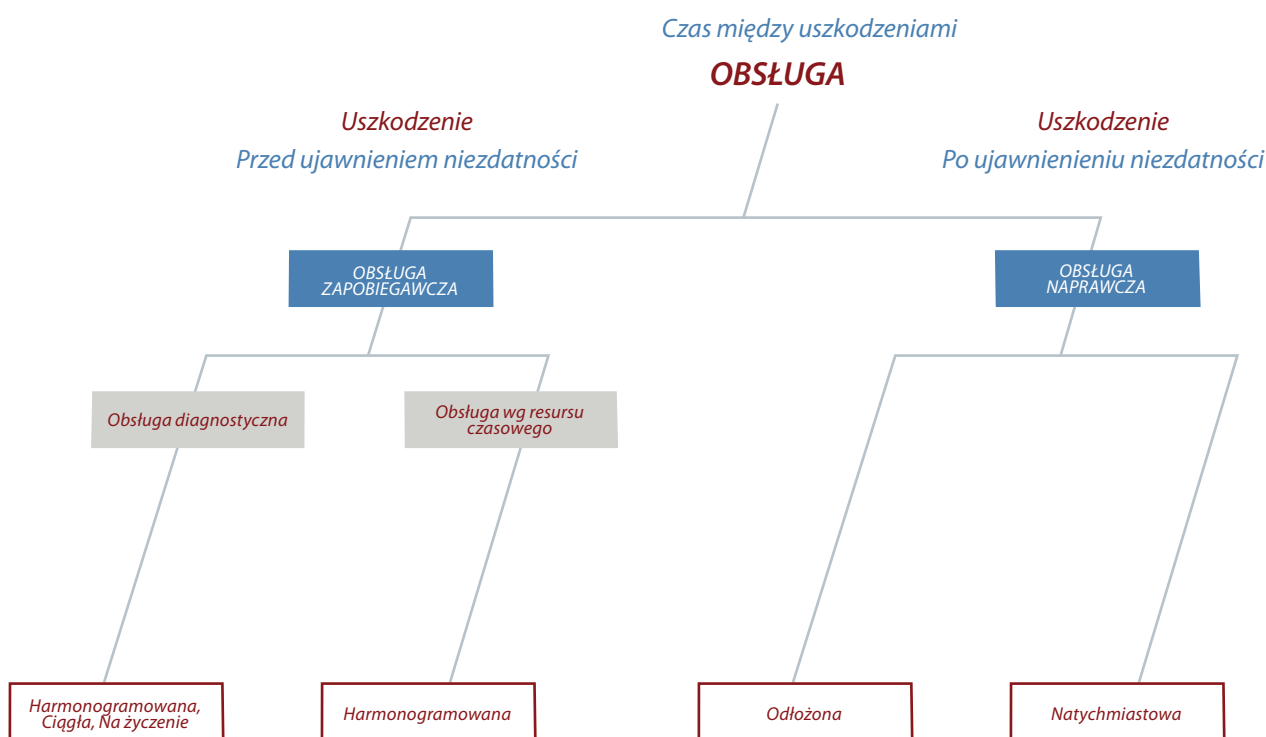 Czas między uszkodzeniami
OBSŁUGA
Uszkodzenie
Przed ujawnieniem niezdatności
Uszkodzenie
Po ujawnienieniu niezdatności
OBSŁUGA
ZAPOBIEGAWCZA
OBSŁUGA
NAPRAWCZA
Obsługa diagnostyczna
Obsługa wg resursu
czasowego
Harmonogramowana,
Ciągła, Na życzenie
Harmonogramowana
Odłożona
Natychmiastowa